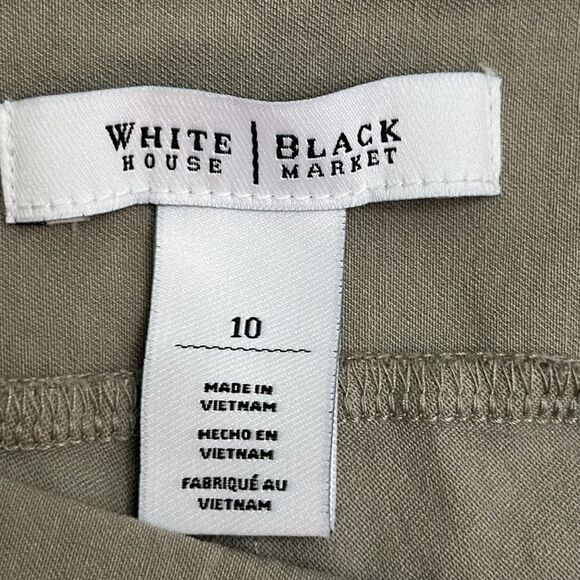 WHITE | BLACK
HOUSE MARKET
10
MADE IN
VIETNAM
HECHO EN
VIETNAM
FABRIQUÉ AU
VIETNAM